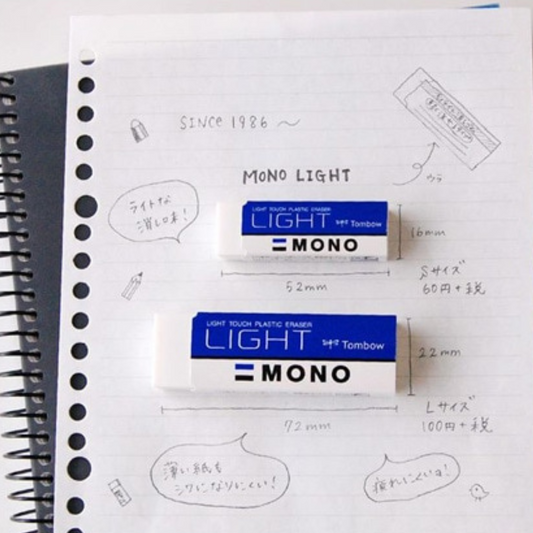 SINCE 1986 〜
MONO LIGHT
ウラ
ライトな
消し心地!
LIGHT TOUCH PLASTIC ERASER
LIGHT
Tombow
MONO
16mm
52mm
Sサイズ
60円+税
LIGHT TOUCH PLASTIC ERASER
LIGHT
Tombow
MONO
22mm
72mm
Lサイズ
100円+税
薄い紙も
シワになりにくい!
疲れにくいヨ!